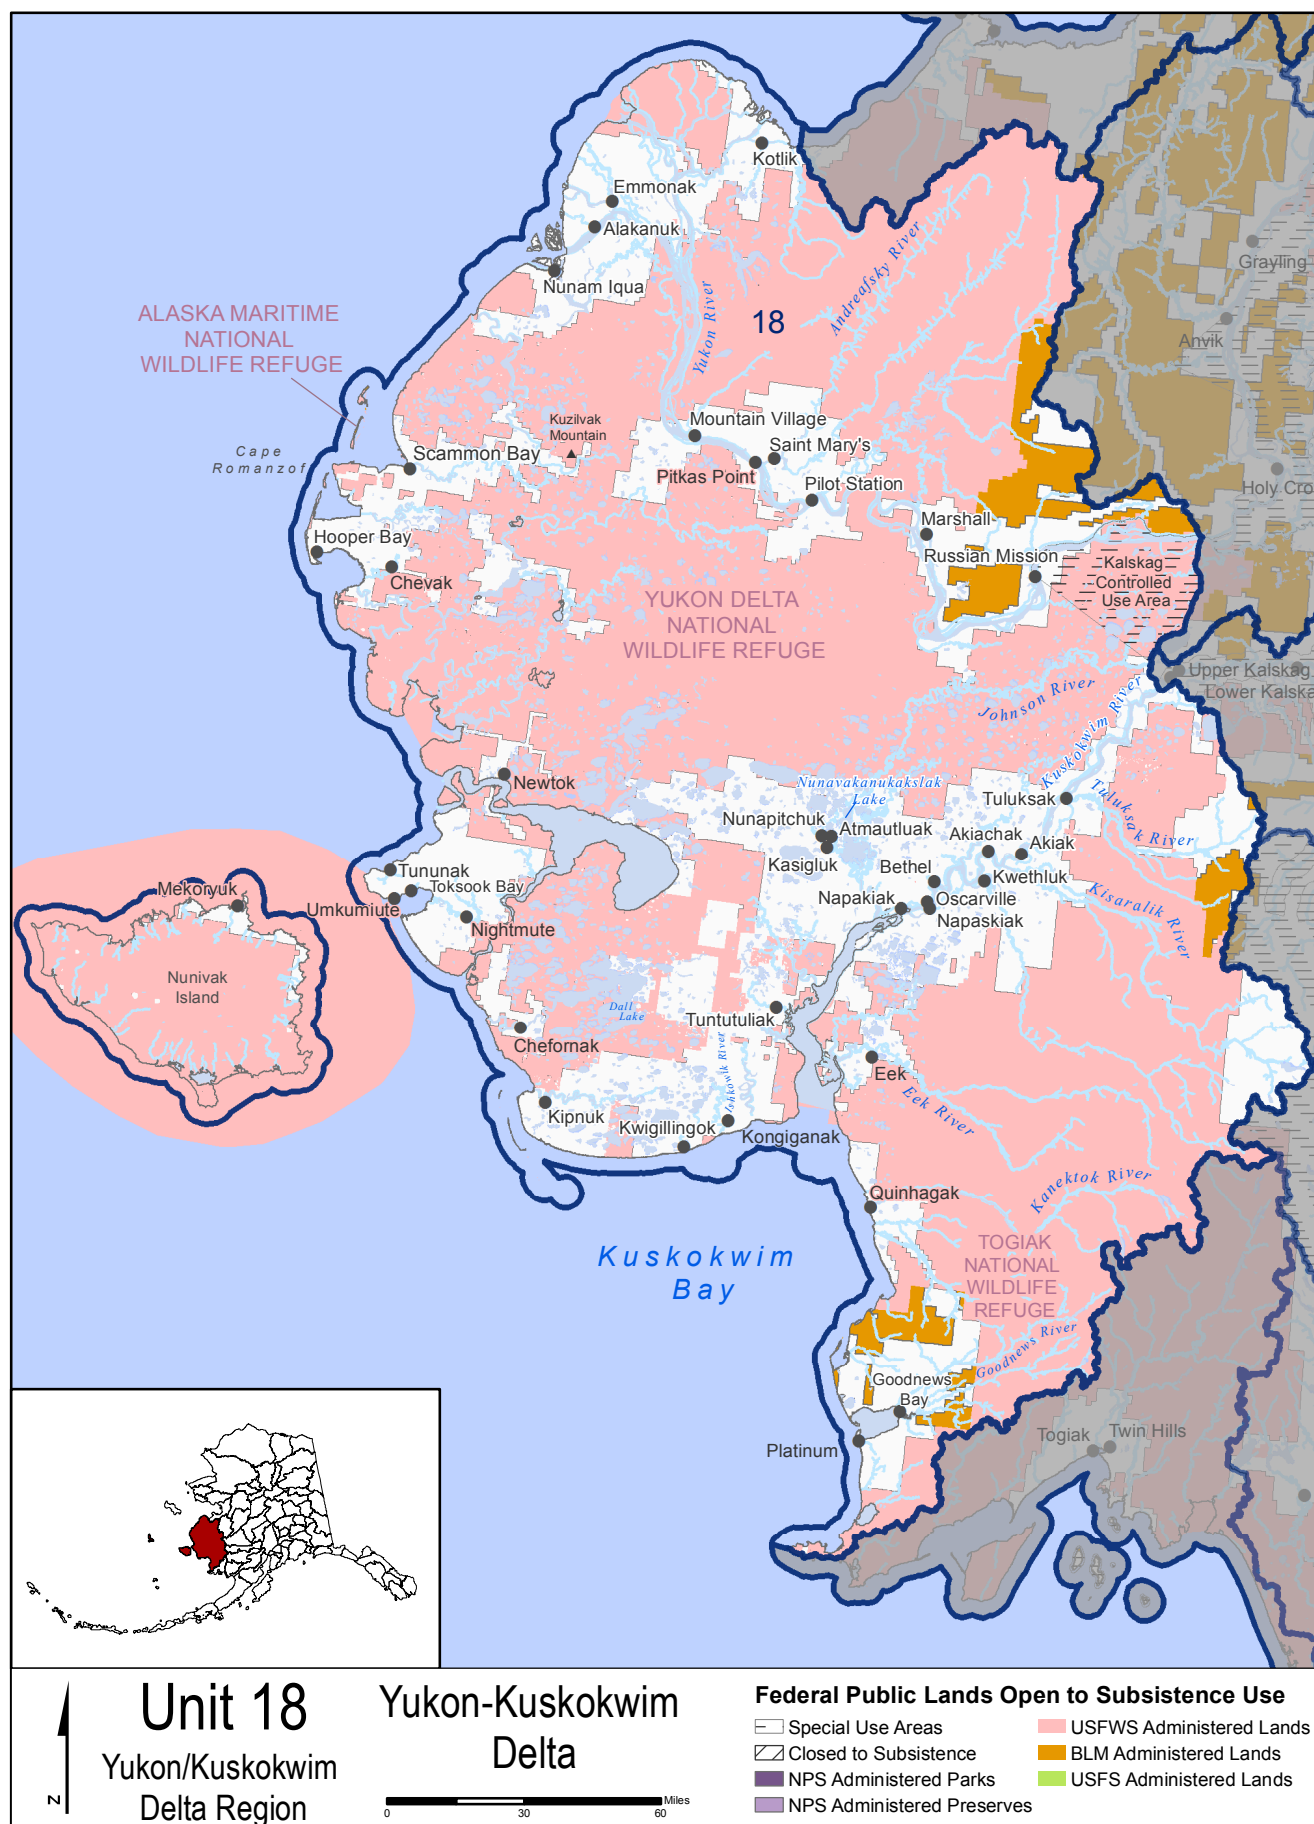 Kotlik
Emmonak
Alakanuk
Nunam Iqua
Andreafsky River
Yukon River
18
Grayling
Anvik
ALASKA MARITIME
NATIONAL
WILDLIFE REFUGE
Cape
Romanzof
Kuzilvak
Mountain
Mountain Village
Saint Mary's
Scammon Bay
Pitkas Point
Pilot Station
Holy Cro
Marshall
Hooper Bay
Russian Mission
Chevak
Kalskag
Controlled
Use Area
YUKON DELTA
NATIONAL
WILDLIFE REFUGE
Upper Kalskag
Lower Kalska
Johnson River
Kuskokwim River
Newtok
Nunavakanukakslak
Lake
Tuluksak
Tuluksak River
Nunapitchuk
Atmautluak
Akiachak
Akiak
Kasigluk
Bethel
Kwethluk
Tununak
Toksook Bay
Mekoryuk
Umkumiute
Napakiak
Oscarville
Napaskiak
Kisaralik River
Nightmute
Nunivak
Island
Dall
Lake
Tuntutuliak
Chefornak
Eek
Ishkowik River
Eek River
Kipnuk
Kwigillingok
Kongiganak
Kanektok River
Quinhagak
Kuskokwim
Bay
TOGIAK
NATIONAL
WILDLIFE
REFUGE
Goodnews River
Goodnews
Bay
Platinum
Togiak
Twin Hills
N
Unit 18
Yukon/Kuskokwim
Delta Region
Yukon-Kuskokwim
Delta
Miles
0 30 60
Federal Public Lands Open to Subsistence Use
Special Use Areas
Closed to Subsistence
NPS Administered Parks
NPS Administered Preserves
USFWS Administered Lands
BLM Administered Lands
USFS Administered Lands